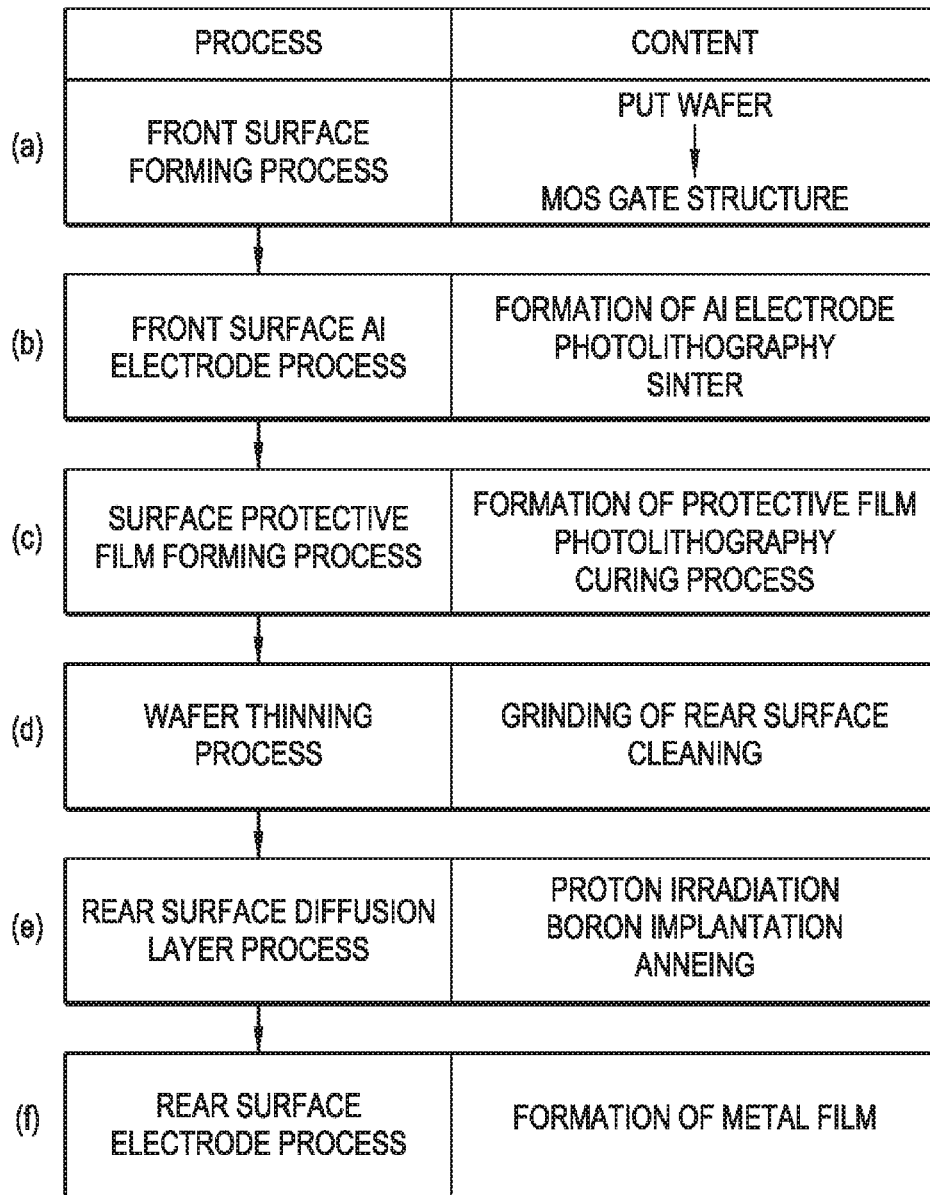 PROCESS
CONTENT
(a)
FRONT SURFACE
FORMING PROCESS
PUT WAFER
MOS GATE STRUCTURE
(b)
FRONT SURFACE Al
ELECTRODE PROCESS
FORMATION OF Al ELECTRODE
PHOTOLITHOGRAPHY
SINTER
(c)
SURFACE PROTECTIVE
FILM FORMING PROCESS
FORMATION OF PROTECTIVE FILM
PHOTOLITHOGRAPHY
CURING PROCESS
(d)
WAFER THINNING
PROCESS
GRINDING OF REAR SURFACE
CLEANING
(e)
REAR SURFACE DIFFUSION
LAYER PROCESS
PROTON IRRADIATION
BORON IMPLANTATION
ANNEING
(f)
REAR SURFACE
ELECTRODE PROCESS
FORMATION OF METAL FILM